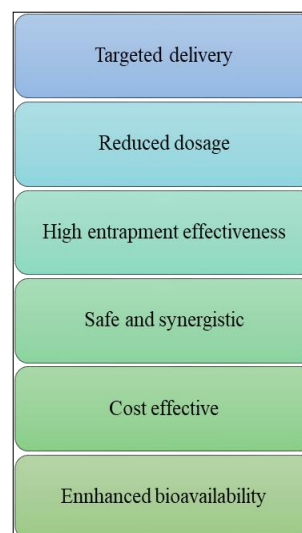 Targeted delivery
Reduced dosage
High entrapment effectiveness
Safe and synergistic
Cost effective
Ennhanced bioavailability